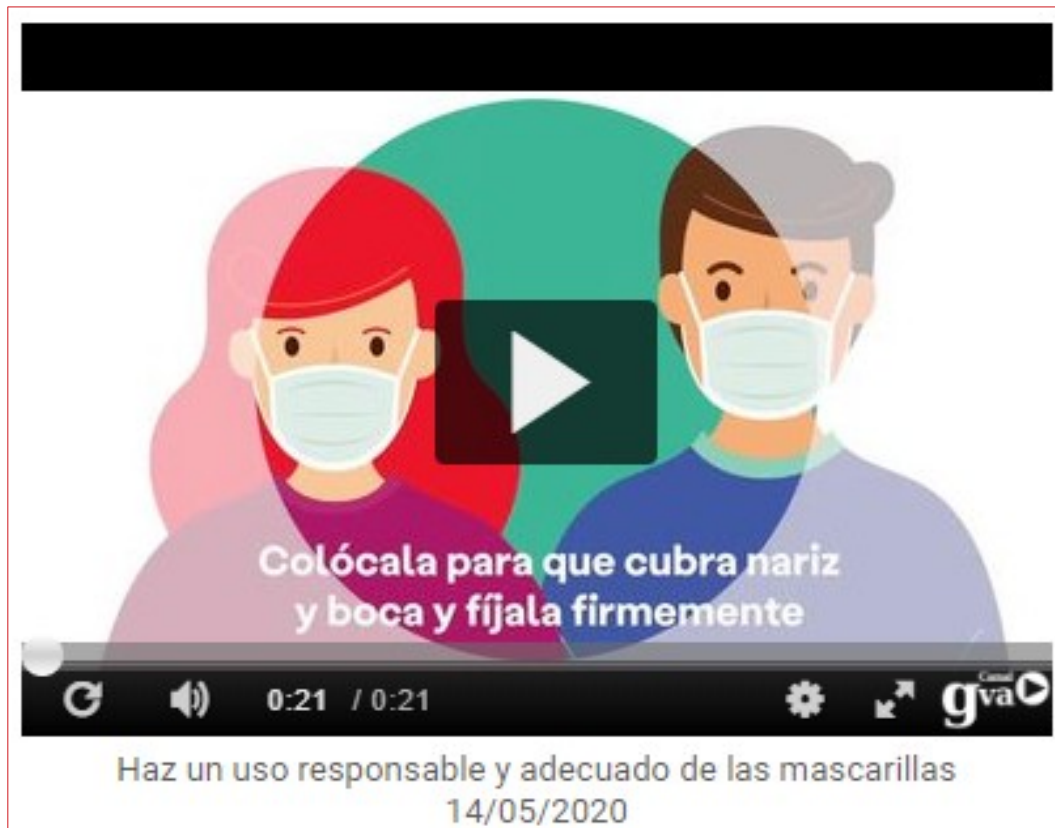 Colócala para que cubra nariz
y boca y fíjala firmemente
0:21 / 0:21
Canal
gva
Haz un uso responsable y adecuado de las mascarillas
14/05/2020